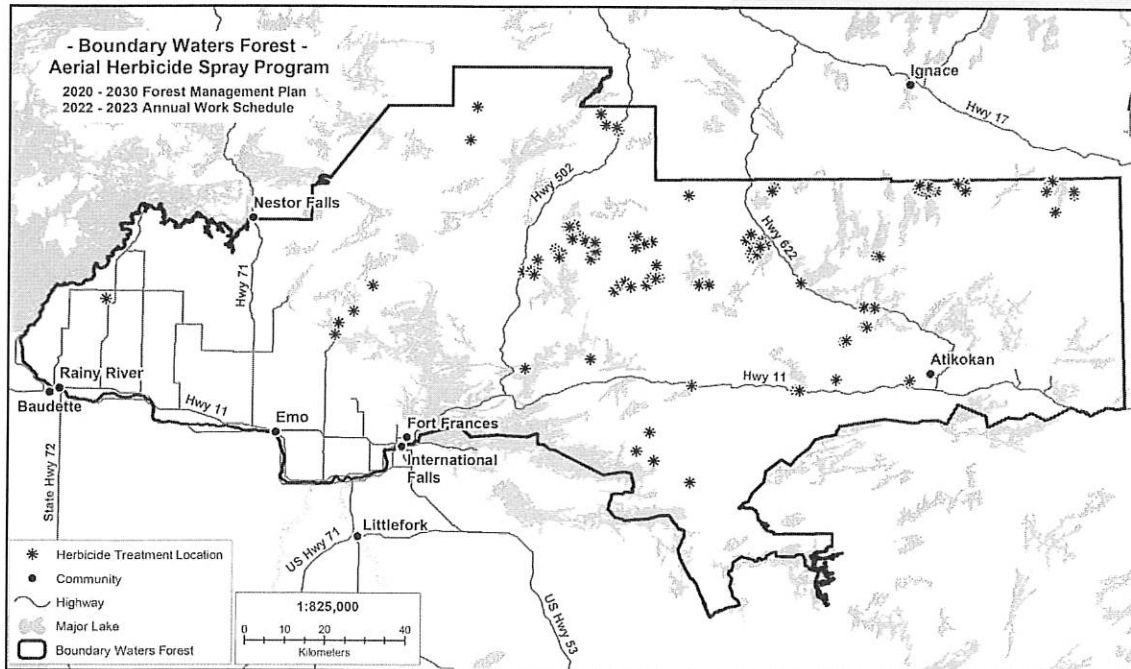 - Boundary Waters Forest -
Aerial Herbicide Spray Program
2020 - 2030 Forest Management Plan
2022 - 2023 Annual Work Schedule
Ignace
Hwy 17
Hwy 502
Nestor Falls
Hwy 71
Hwy 622
Atikokan
Rainy River
Baudette
Hwy 11
Hwy 11
Emo
Fort Frances
International
Falls
State Hwy 72
Littlefork
US Hwy 71
US Hwy 53
Herbicide Treatment Location
Community
Highway
Major Lake
Boundary Waters Forest
1:825,000
0 10 20 40
Kilometers